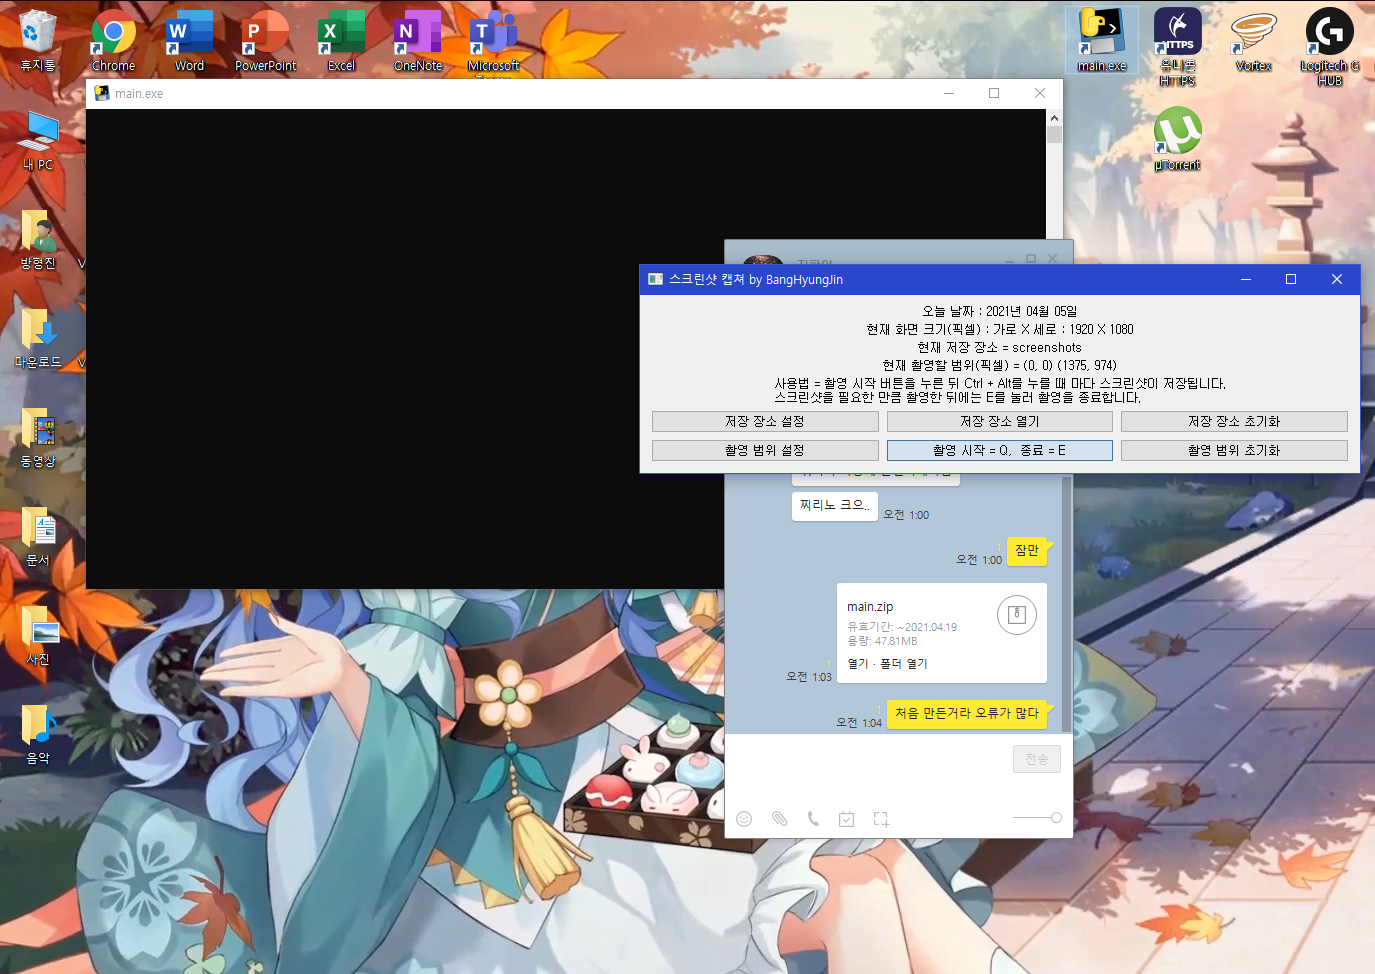 휴지통
Chrome
Word
PowerPoint
Excel
OneNote
Microsoft
main.exe
유니콘
HTTPS
HTTPS
Vortex
Logitech G
HUB
내 PC
방형진
다운로드
동영상
문서
사진
음악
µTorrent
main.exe
스크린샷 캡쳐 by BangHyungJin
오늘 날짜 : 2021년 04월 05일
현재 화면 크기(픽셀) : 가로 X 세로 : 1920 X 1080
현재 저장 장소 = screenshots
현재 촬영할 범위(픽셀) = (0, 0) (1375, 974)
사용법 = 촬영 시작 버튼을 누른 뒤 Ctrl + Alt를 누를 때 마다 스크린샷이 저장됩니다.
스크린샷을 필요한 만큼 촬영한 뒤에는 E를 눌러 촬영을 종료합니다.
저장 장소 설정
저장 장소 열기
저장 장소 초기화
촬영 범위 설정
촬영 시작 = Q, 종료 = E
촬영 범위 초기화
찌리노 크으..
오전 1:00
1
오전 1:00
잠만
main.zip
유효기간: ~2021.04.19
용량: 47.81MB
열기 · 폴더 열기
1
오전 1:03
1
오전 1:04
처음 만든거라 오류가 많다
전송